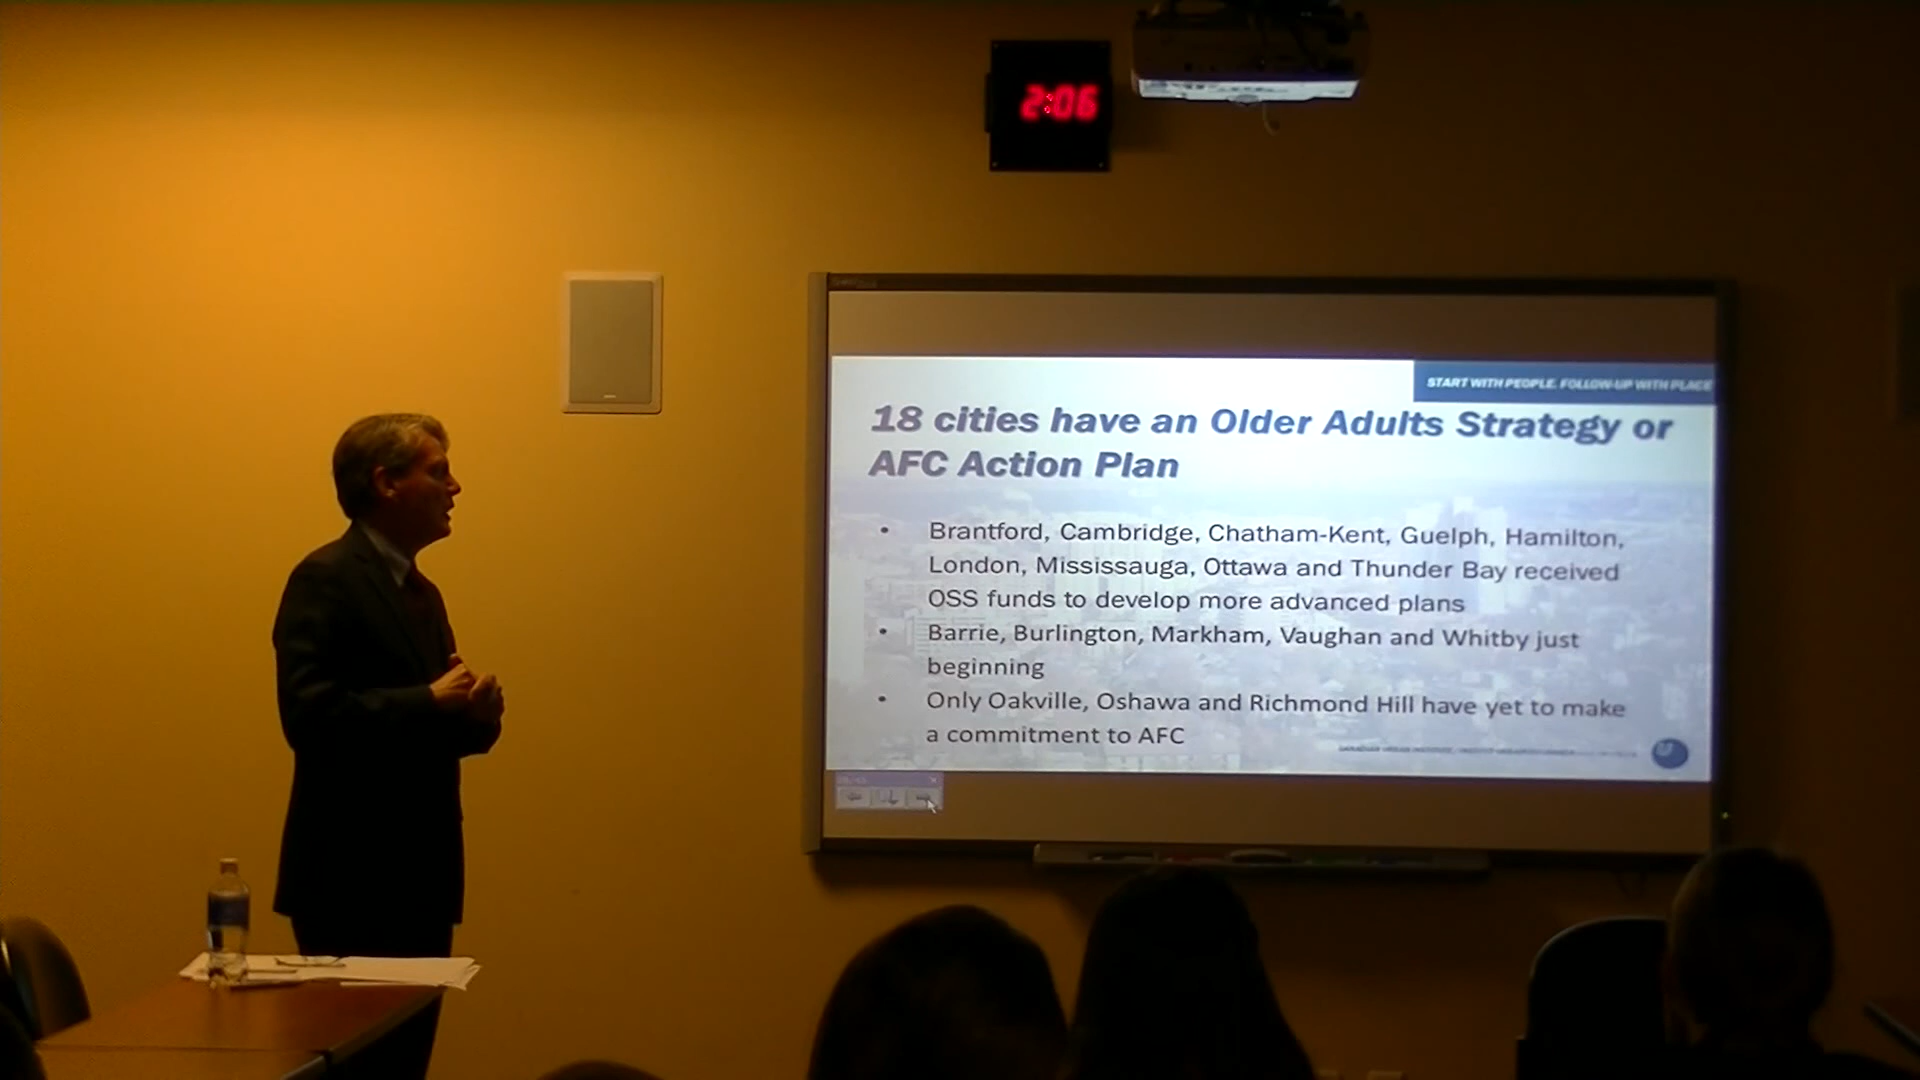 2:06
START WITH PEOPLE. FOLLOW-UP WITH PLACE
18 cities have an Older Adults Strategy or
AFC Action Plan
• Brantford, Cambridge, Chatham-Kent, Guelph, Hamilton,
London, Mississauga, Ottawa and Thunder Bay received
OSS funds to develop more advanced plans
• Barrie, Burlington, Markham, Vaughan and Whitby just
beginning
• Only Oakville, Oshawa and Richmond Hill have yet to make
a commitment to AFC